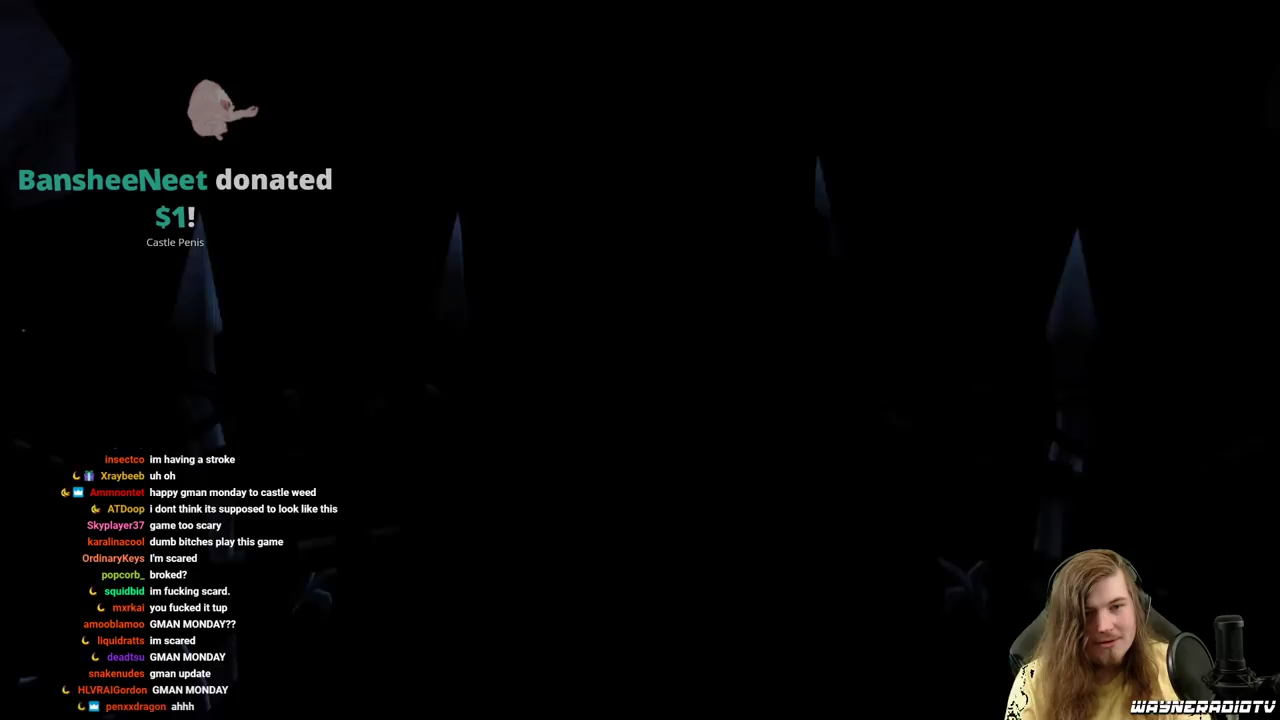 BansheeNeet donated
$1!
Castle Penis
insectco im having a stroke
Xraybeeb uh oh
Ammnontet happy gman monday to castle weed
ATDoop i dont think its supposed to look like this
Skyplayer37 game too scary
karalinacool dumb bitches play this game
OrdinaryKeys I'm scared
popcorb_ broked?
squidbid im fucking scard.
mxrkai you fucked it tup
amooblamoo GMAN MONDAY??
liquidratts im scared
deadtsu GMAN MONDAY
snakenudes gman update
HLVRAIGordon GMAN MONDAY
penxxdragon ahhh
WAYNERADIOTV